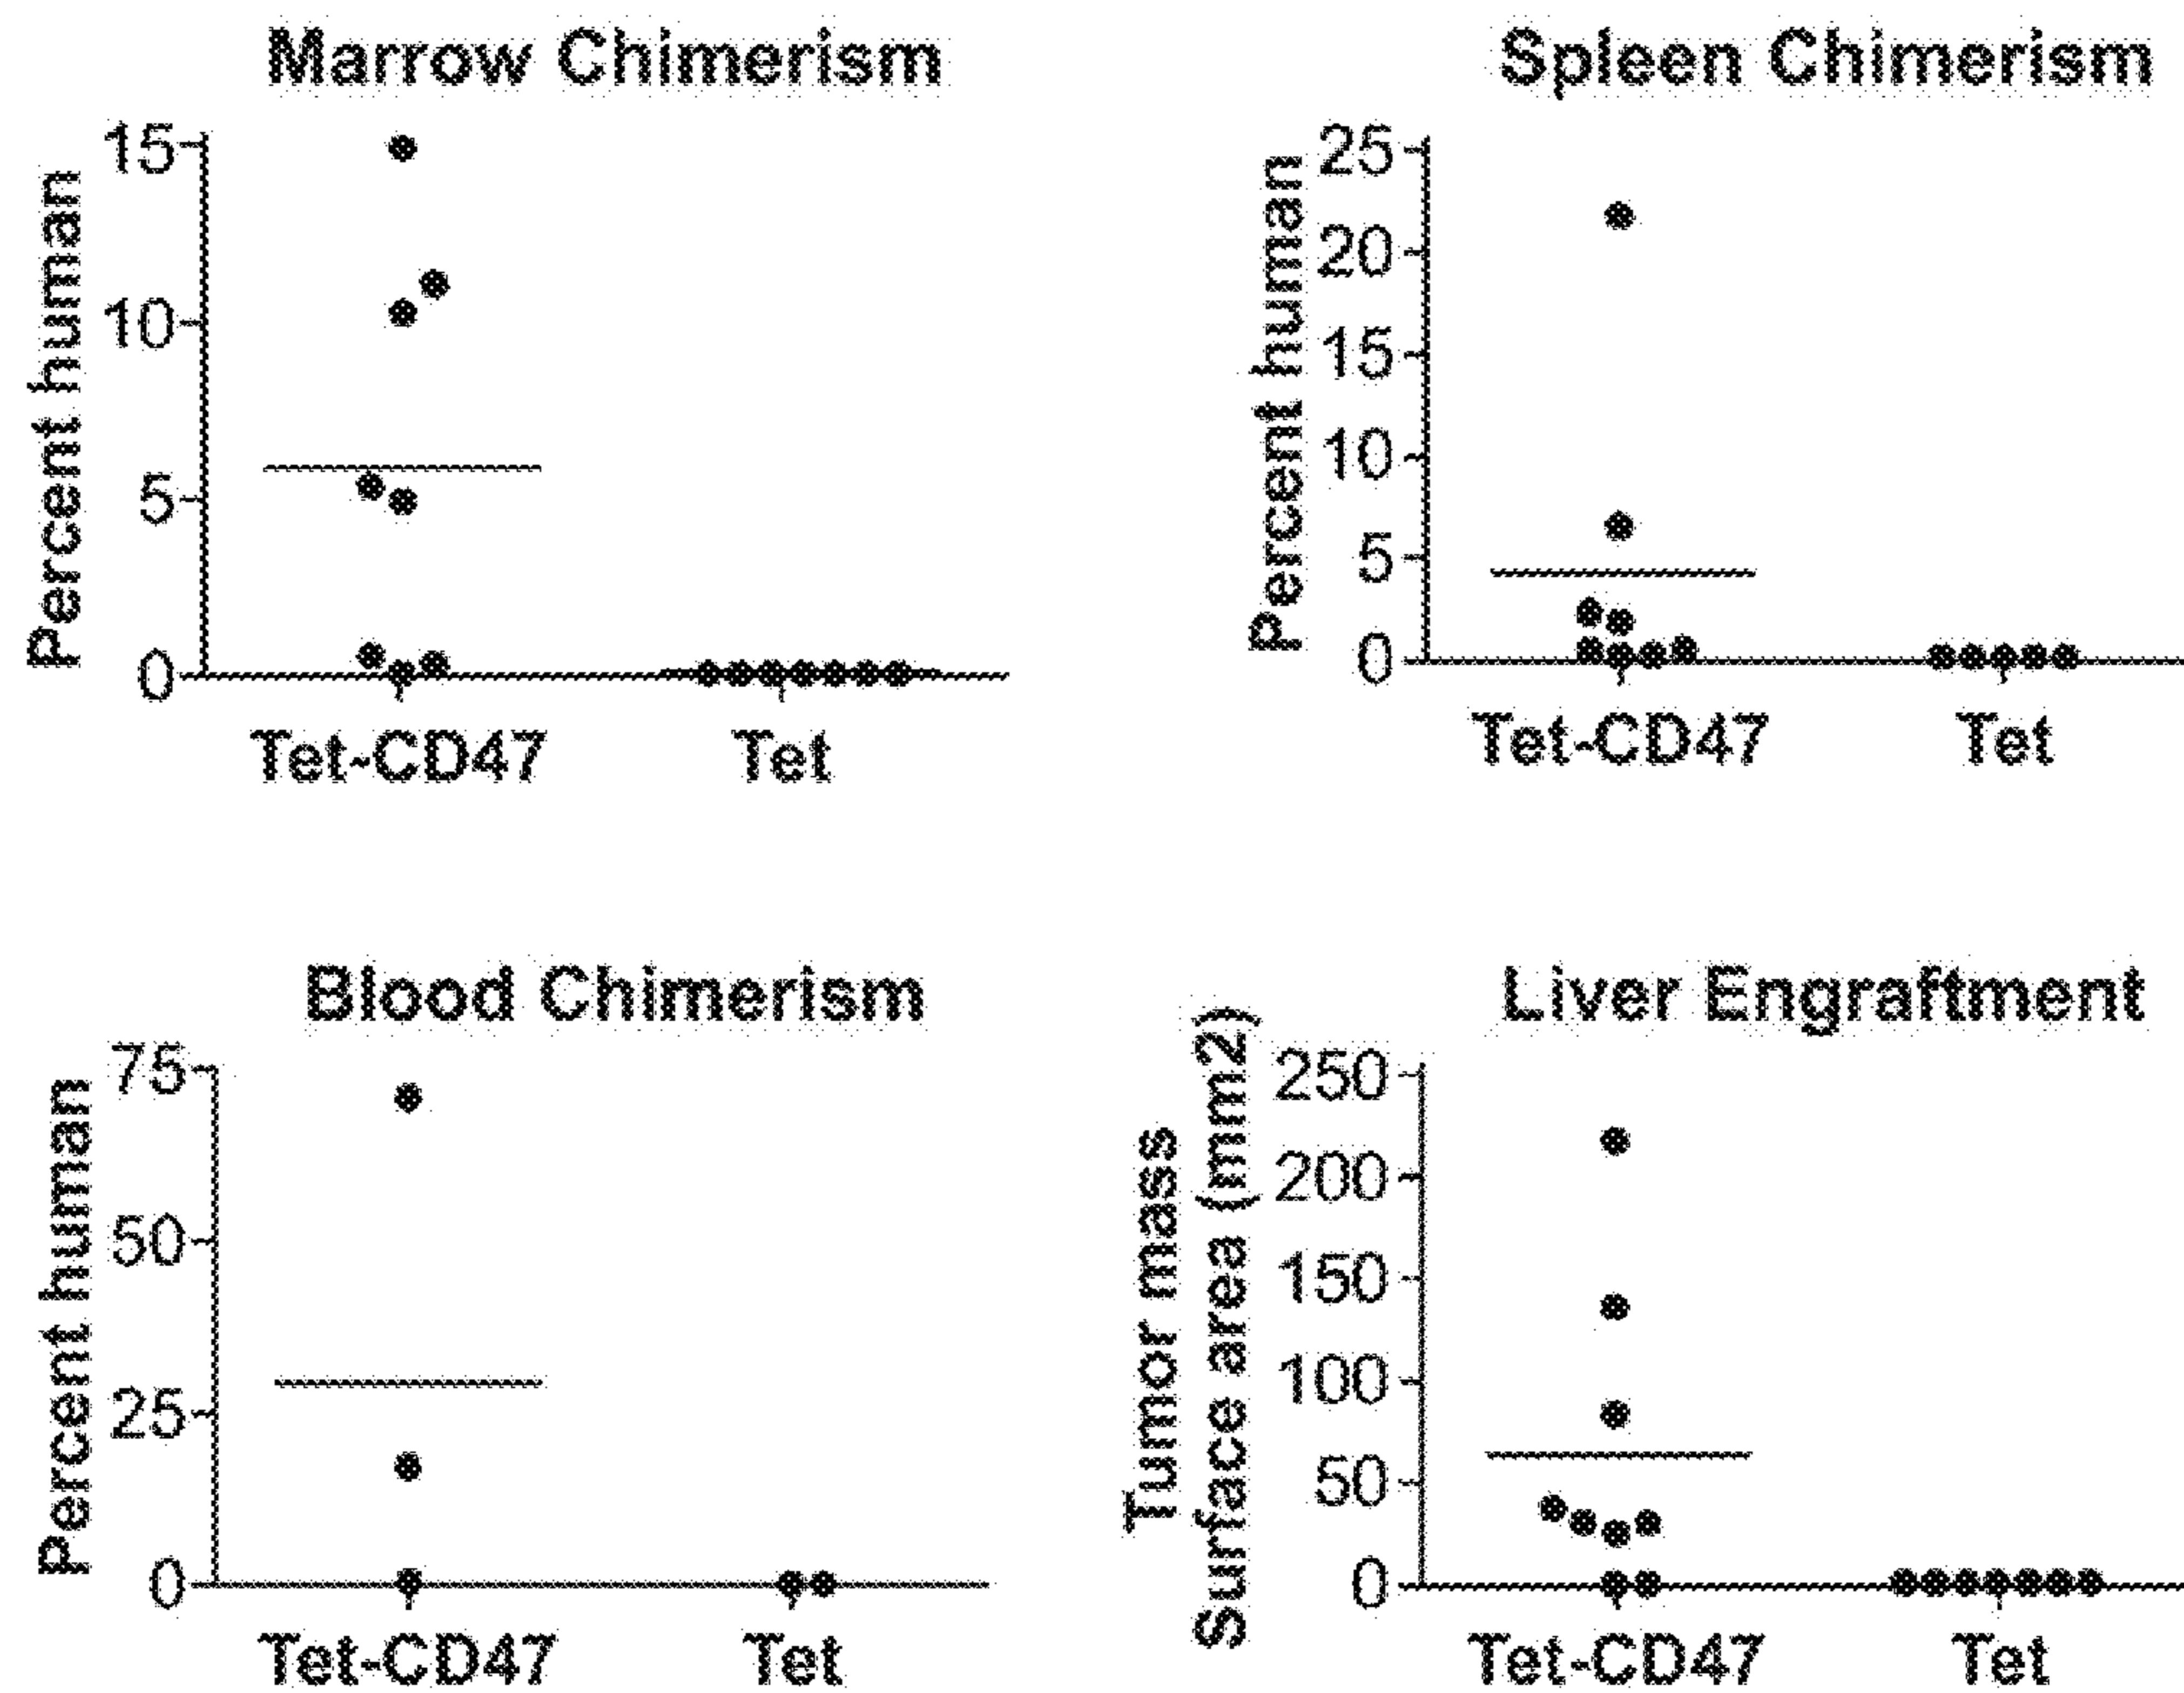 Marrow Chimerism
Percent human
15
10
5
0
Tet-CD47 Tet
Spleen Chimerism
Percent human
25
20
15
10
5
0
Tet-CD47 Tet
Blood Chimerism
Percent human
75
50
25
0
Tet-CD47 Tet
Liver Engraftment
Tumor mass
Surface area (mm2)
250
200
150
100
50
0
Tet-CD47 Tet